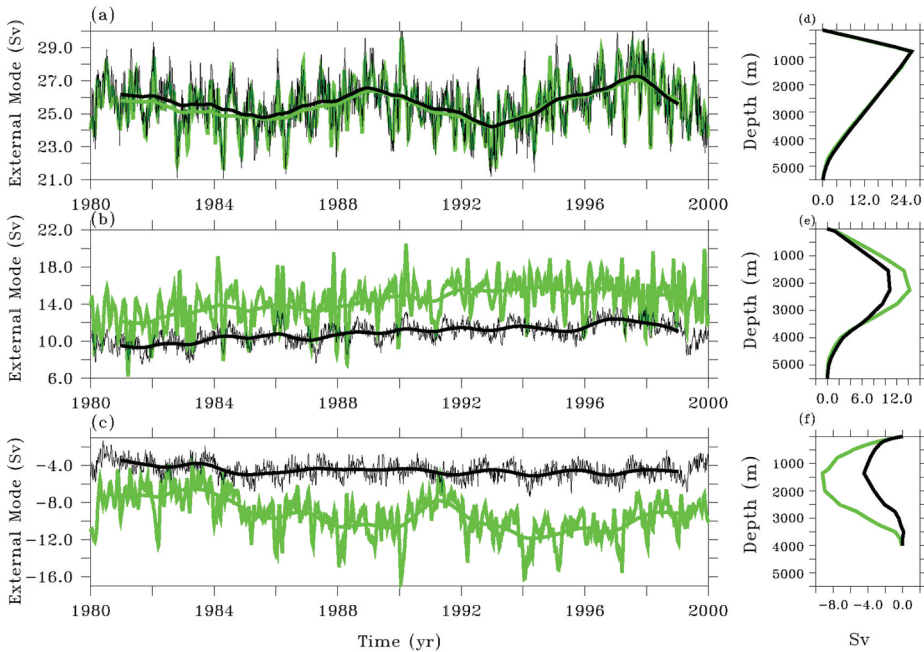 (a)
External Mode (Sv)
29.0
27.0
25.0
23.0
21.0
1980 1984 1988 1992 1996 2000
(d)
Depth (m)
1000
2000
3000
4000
5000
0.0 12.0 24.0
(b)
External Mode (Sv)
22.0
18.0
14.0
10.0
6.0
1980 1984 1988 1992 1996 2000
(e)
Depth (m)
1000
2000
3000
4000
5000
0.0 6.0 12.0
(c)
External Mode (Sv)
-4.0
-8.0
-12.0
-16.0
1980 1984 1988 1992 1996 2000
Time (yr)
(f)
Depth (m)
1000
2000
3000
4000
5000
-8.0 -4.0 0.0
Sv